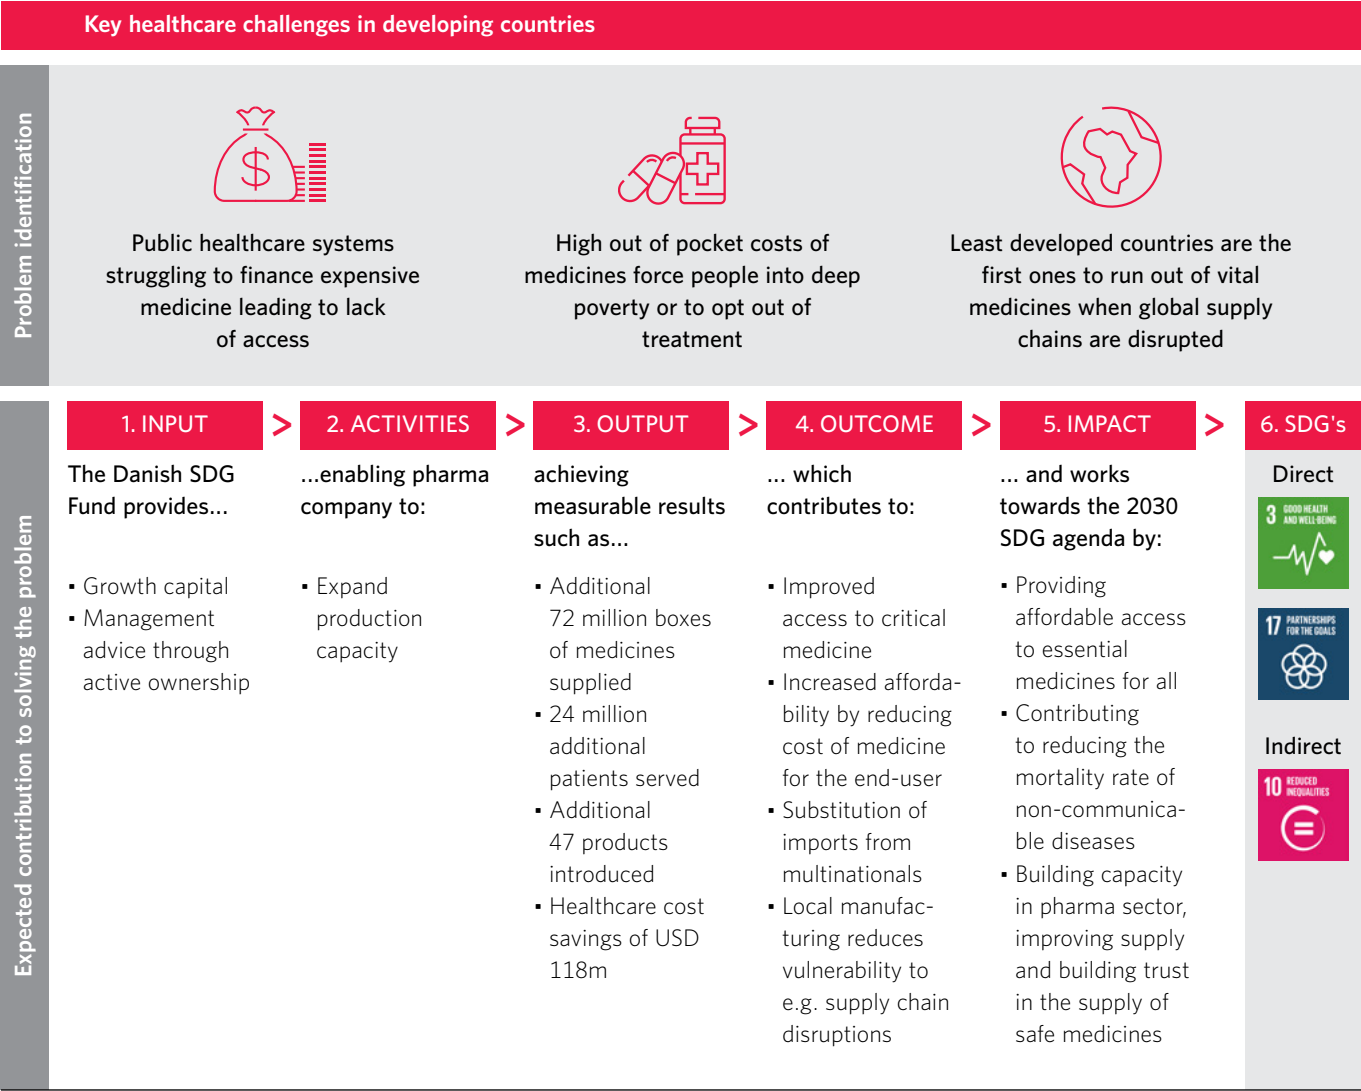 Key healthcare challenges in developing countries
Problem identification
$
Public healthcare systems
struggling to finance expensive
medicine leading to lack
of access
High out of pocket costs of
medicines force people into deep
poverty or to opt out of
treatment
Least developed countries are the
first ones to run out of vital
medicines when global supply
chains are disrupted
Expected contribution to solving the problem
1. INPUT > 2. ACTIVITIES > 3. OUTPUT > 4. OUTCOME > 5. IMPACT > 6. SDG's
The Danish SDG
Fund provides...
▪ Growth capital
▪ Management
advice through
active ownership
...enabling pharma
company to:
▪ Expand
production
capacity
achieving
measurable results
such as...
▪ Additional
72 million boxes
of medicines
supplied
▪ 24 million
additional
patients served
▪ Additional
47 products
introduced
▪ Healthcare cost
savings of USD
118m
... which
contributes to:
▪ Improved
access to critical
medicine
▪ Increased afforda-
bility by reducing
cost of medicine
for the end-user
▪ Substitution of
imports from
multinationals
▪ Local manufac-
turing reduces
vulnerability to
e.g. supply chain
disruptions
... and works
towards the 2030
SDG agenda by:
▪ Providing
affordable access
to essential
medicines for all
▪ Contributing
to reducing the
mortality rate of
non-communica-
ble diseases
▪ Building capacity
in pharma sector,
improving supply
and building trust
in the supply of
safe medicines
Direct
3 GOOD HEALTH
AND WELL-BEING
17 PARTNERSHIPS
FOR THE GOALS
Indirect
10 REDUCED
INEQUALITIES